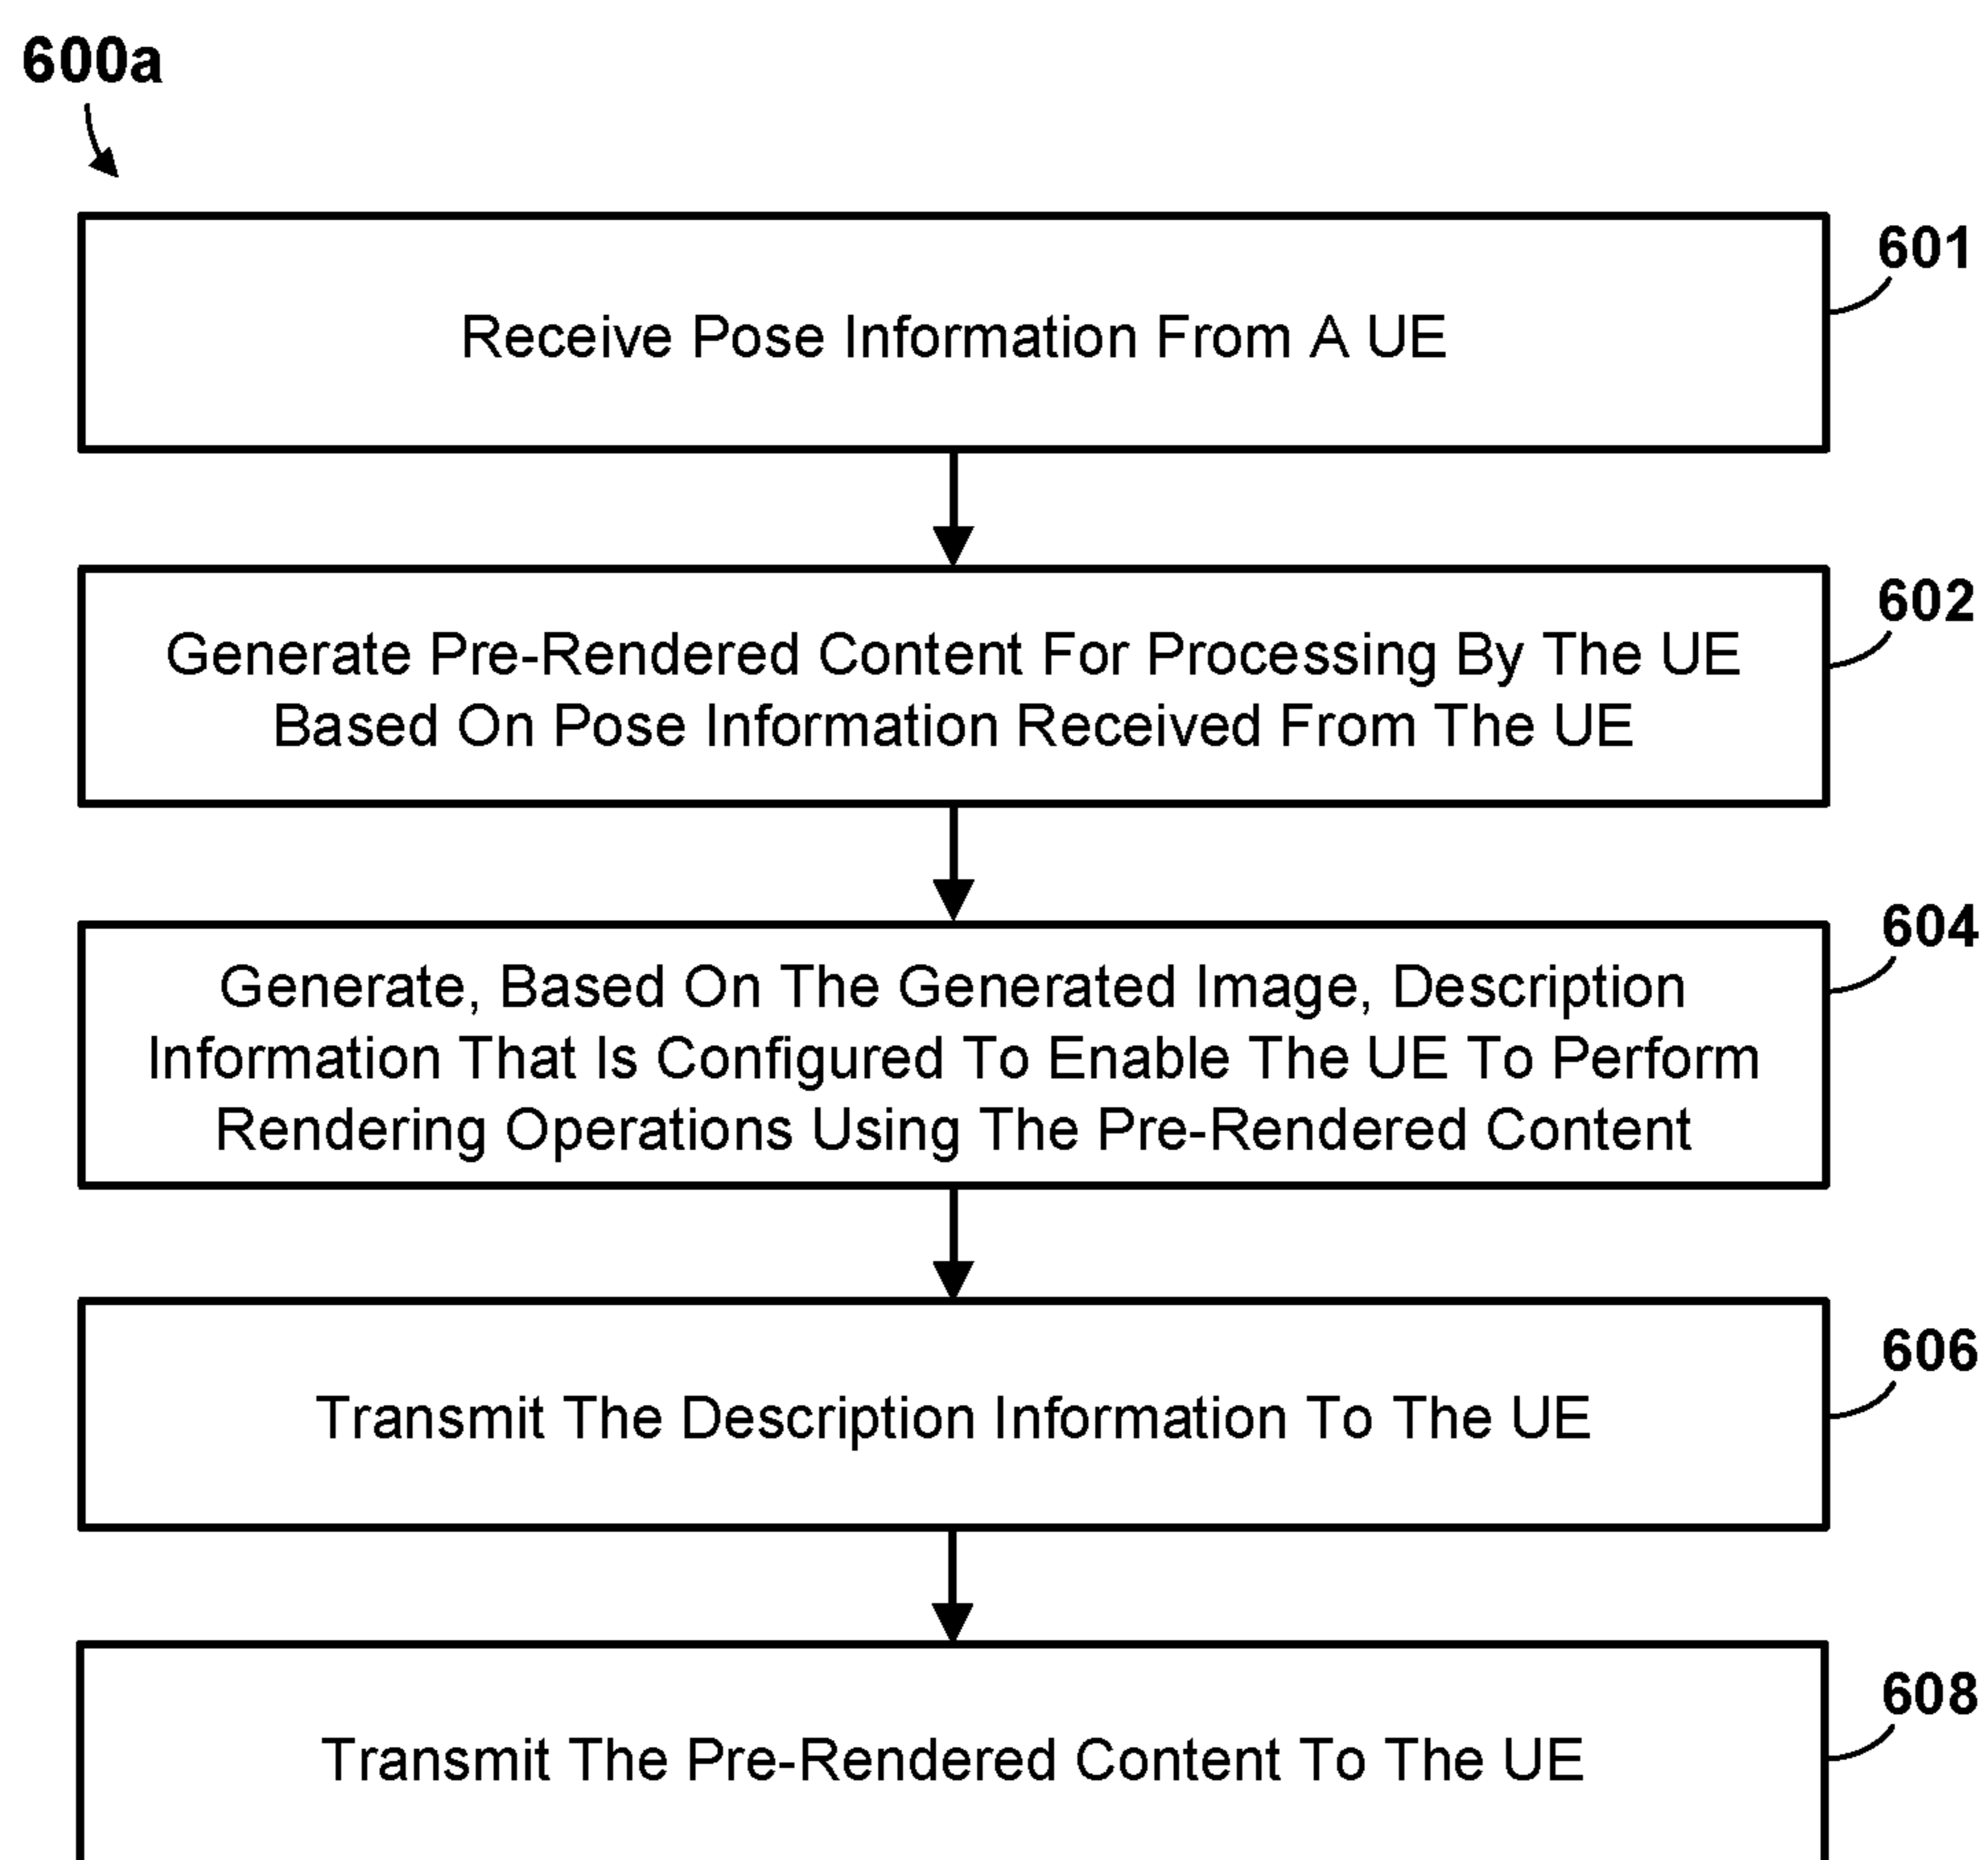 600a
601
Receive Pose Information From A UE
602
Generate Pre-Rendered Content For Processing By The UE
Based On Pose Information Received From The UE
604
Generate, Based On The Generated Image, Description
Information That Is Configured To Enable The UE To Perform
Rendering Operations Using The Pre-Rendered Content
606
Transmit The Description Information To The UE
608
Transmit The Pre-Rendered Content To The UE